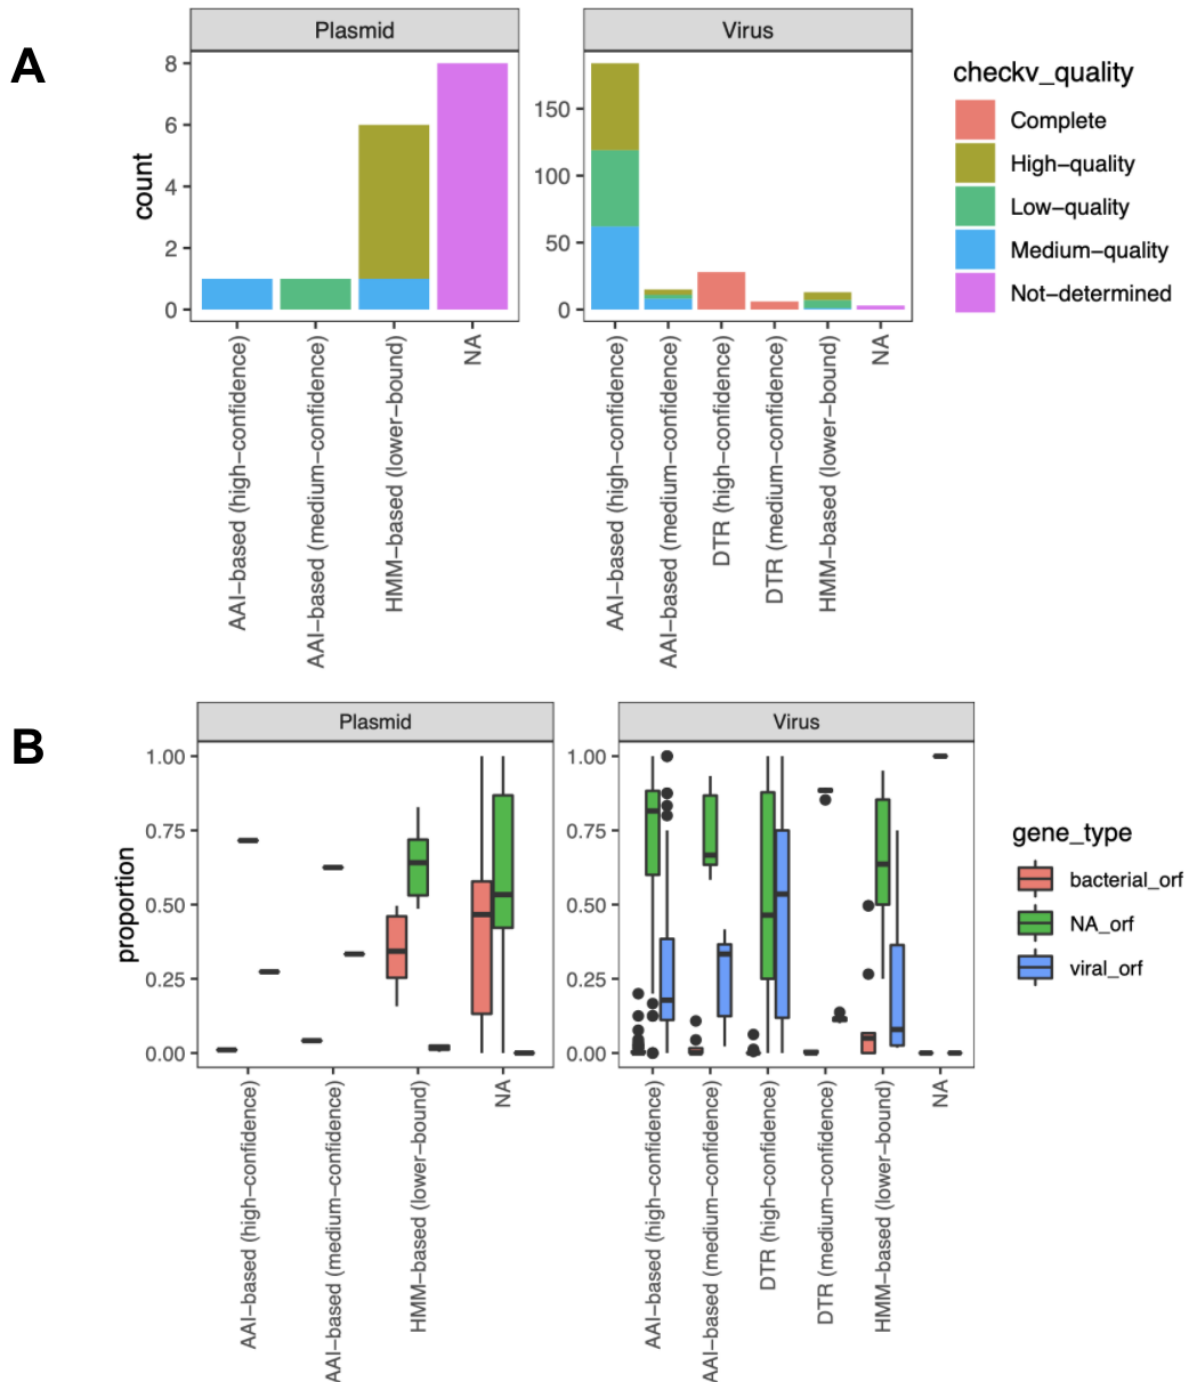 A
Plasmid
Virus
count
8
6
4
2
0
150
100
50
0
AAI−based (high−confidence)
AAI−based (medium−confidence)
HMM−based (lower−bound)
NA
AAI−based (high−confidence)
AAI−based (medium−confidence)
DTR (high−confidence)
DTR (medium−confidence)
HMM−based (lower−bound)
NA
checkv_quality
Complete
High−quality
Low−quality
Medium−quality
Not−determined
B
Plasmid
Virus
proportion
1.00
0.75
0.50
0.25
0.00
1.00
0.75
0.50
0.25
0.00
AAI−based (high−confidence)
AAI−based (medium−confidence)
HMM−based (lower−bound)
NA
AAI−based (high−confidence)
AAI−based (medium−confidence)
DTR (high−confidence)
DTR (medium−confidence)
HMM−based (lower−bound)
NA
gene_type
bacterial_orf
NA_orf
viral_orf